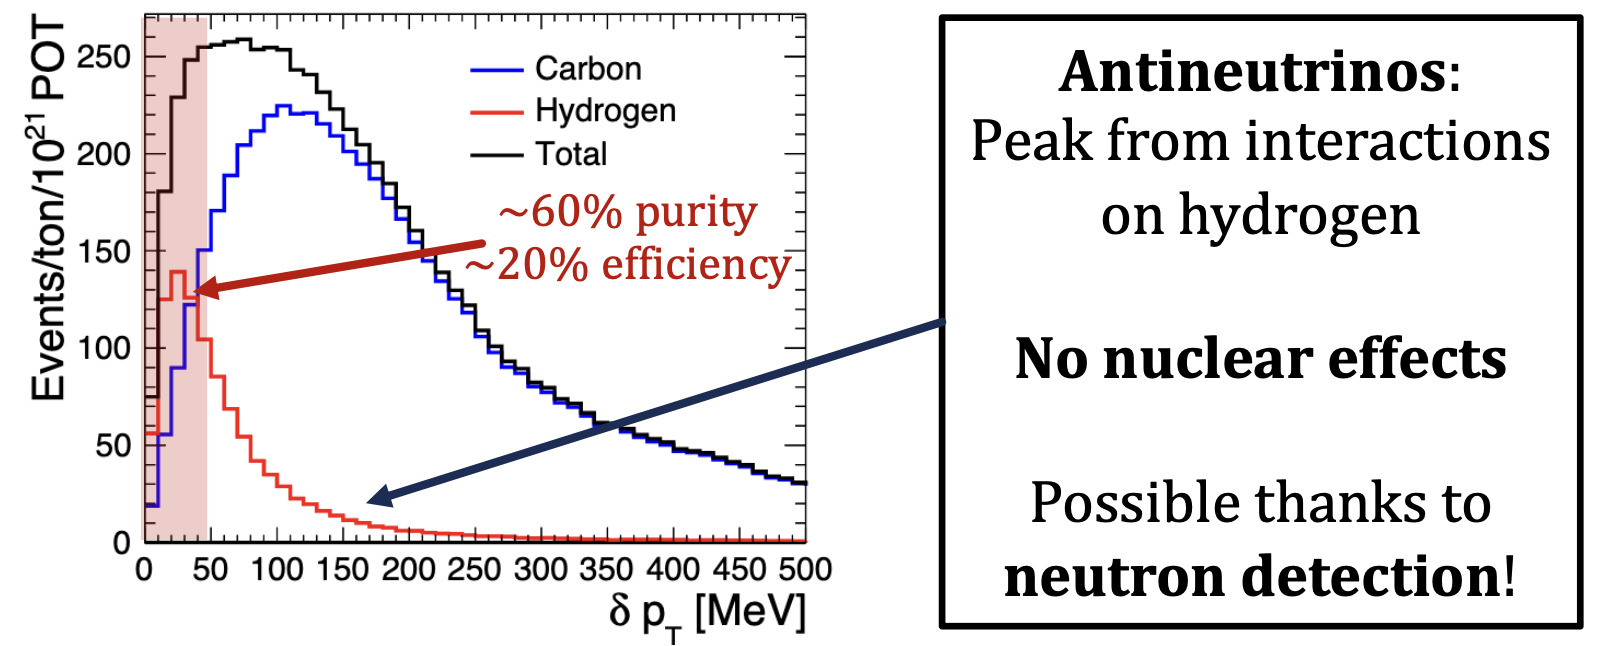 Events/ton/10²¹ POT
250
200
150
100
50
0
Carbon
Hydrogen
Total
~60% purity
~20% efficiency
0 50 100 150 200 250 300 350 400 450 500
δ p_T [MeV]
Antineutrinos:
Peak from interactions
on hydrogen
No nuclear effects
Possible thanks to
neutron detection!